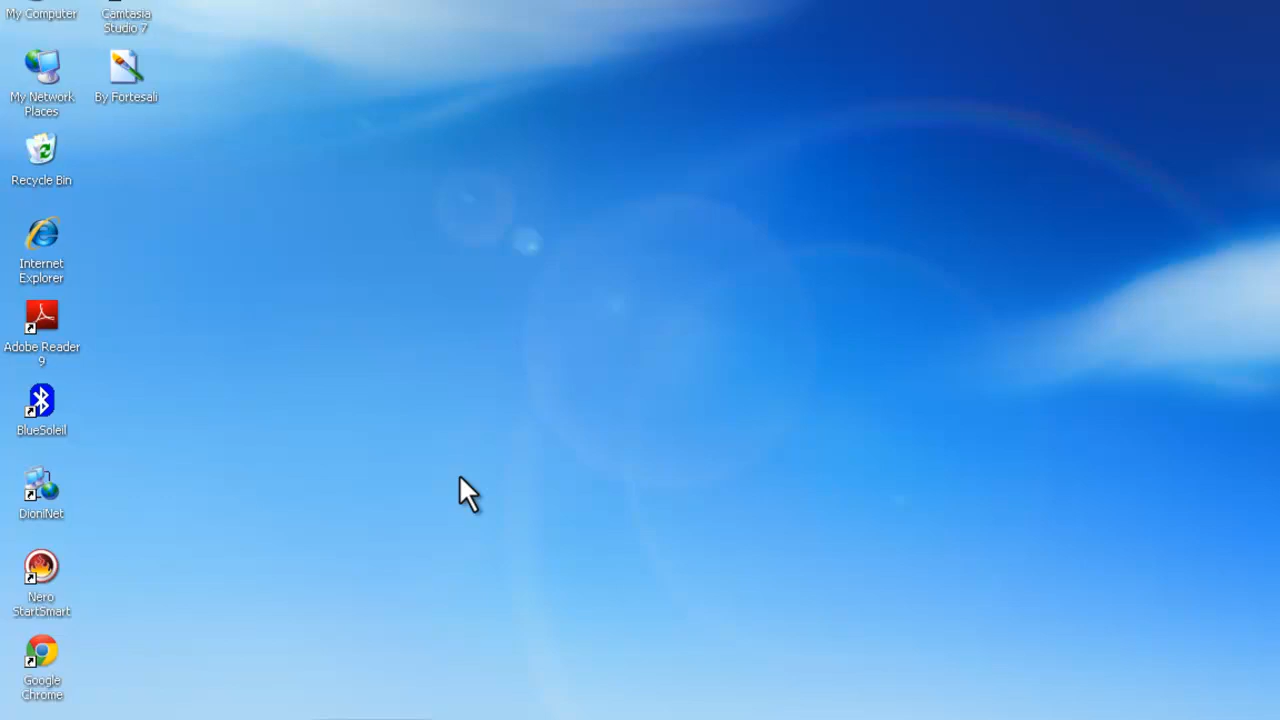 My Computer
My Network
Places
Recycle Bin
Internet
Explorer
Adobe Reader
9
BlueSoleil
DioniNet
Nero
StartSmart
Google
Chrome
Camtasia
Studio 7
By Fortesali